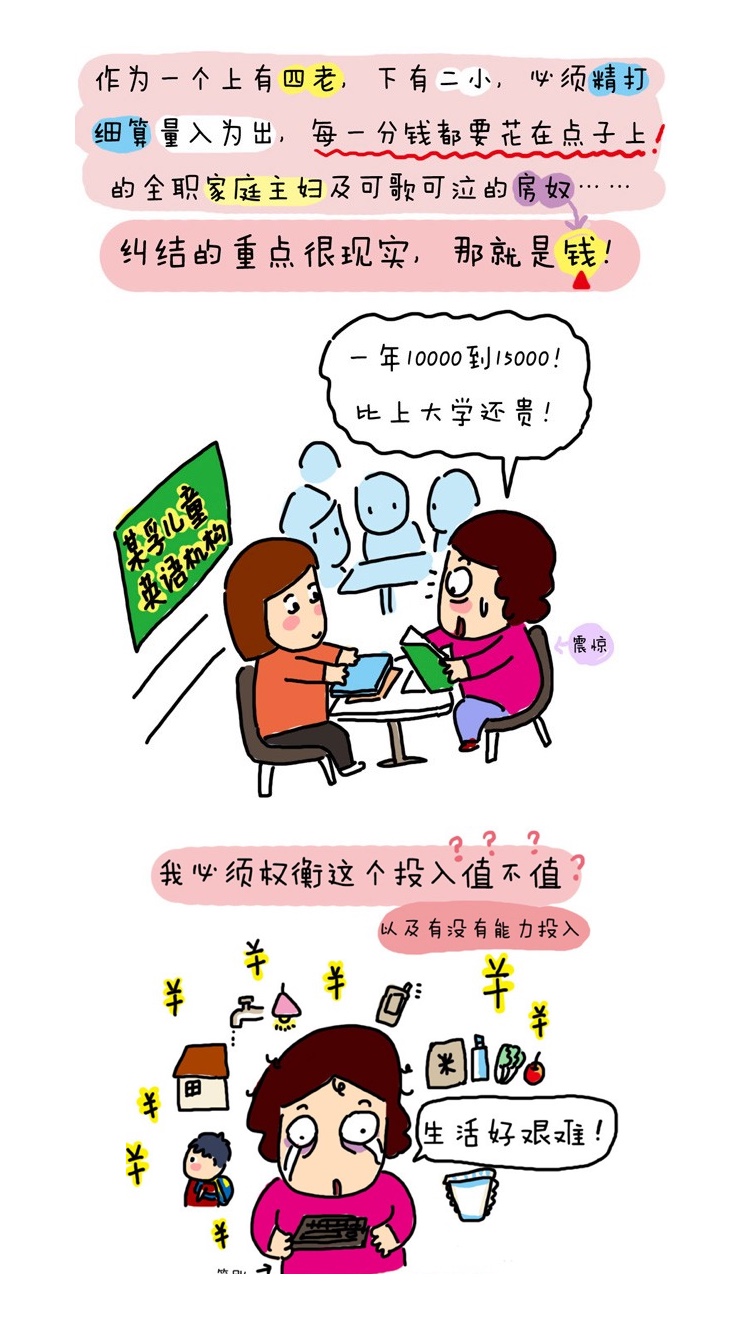 作为一个上有四老，下有二小，必须精打
细算量入为出，每一分钱都要花在点子上！
的全职家庭主妇及可歌可泣的房奴……
纠结的重点很现实，那就是钱！
一年10000到15000！
比上大学还贵！
某孚儿童
英语机构
震惊
我必须权衡这个投入值不值
？？？？
以及有没有能力投入
米
生活好艰难！